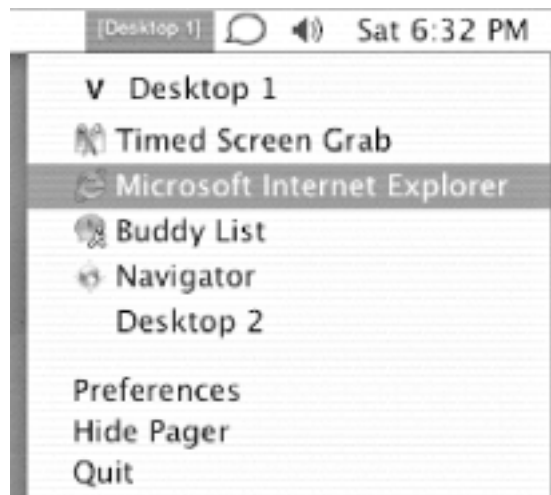 [Desktop 1] Sat 6:32 PM
V Desktop 1
Timed Screen Grab
Microsoft Internet Explorer
Buddy List
Navigator
Desktop 2
Preferences
Hide Pager
Quit